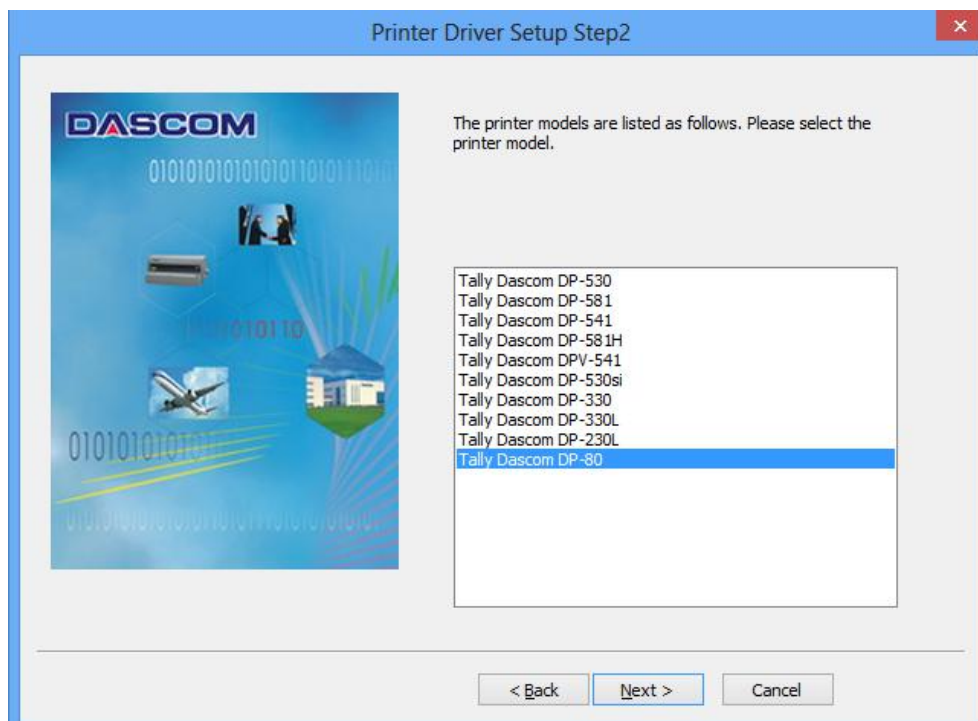 Printer Driver Setup Step2
DASCOM
The printer models are listed as follows. Please select the
printer model.
Tally Dascom DP-530
Tally Dascom DP-581
Tally Dascom DP-541
Tally Dascom DP-581H
Tally Dascom DPV-541
Tally Dascom DP-530si
Tally Dascom DP-330
Tally Dascom DP-330L
Tally Dascom DP-230L
Tally Dascom DP-80
< Back
Next >
Cancel